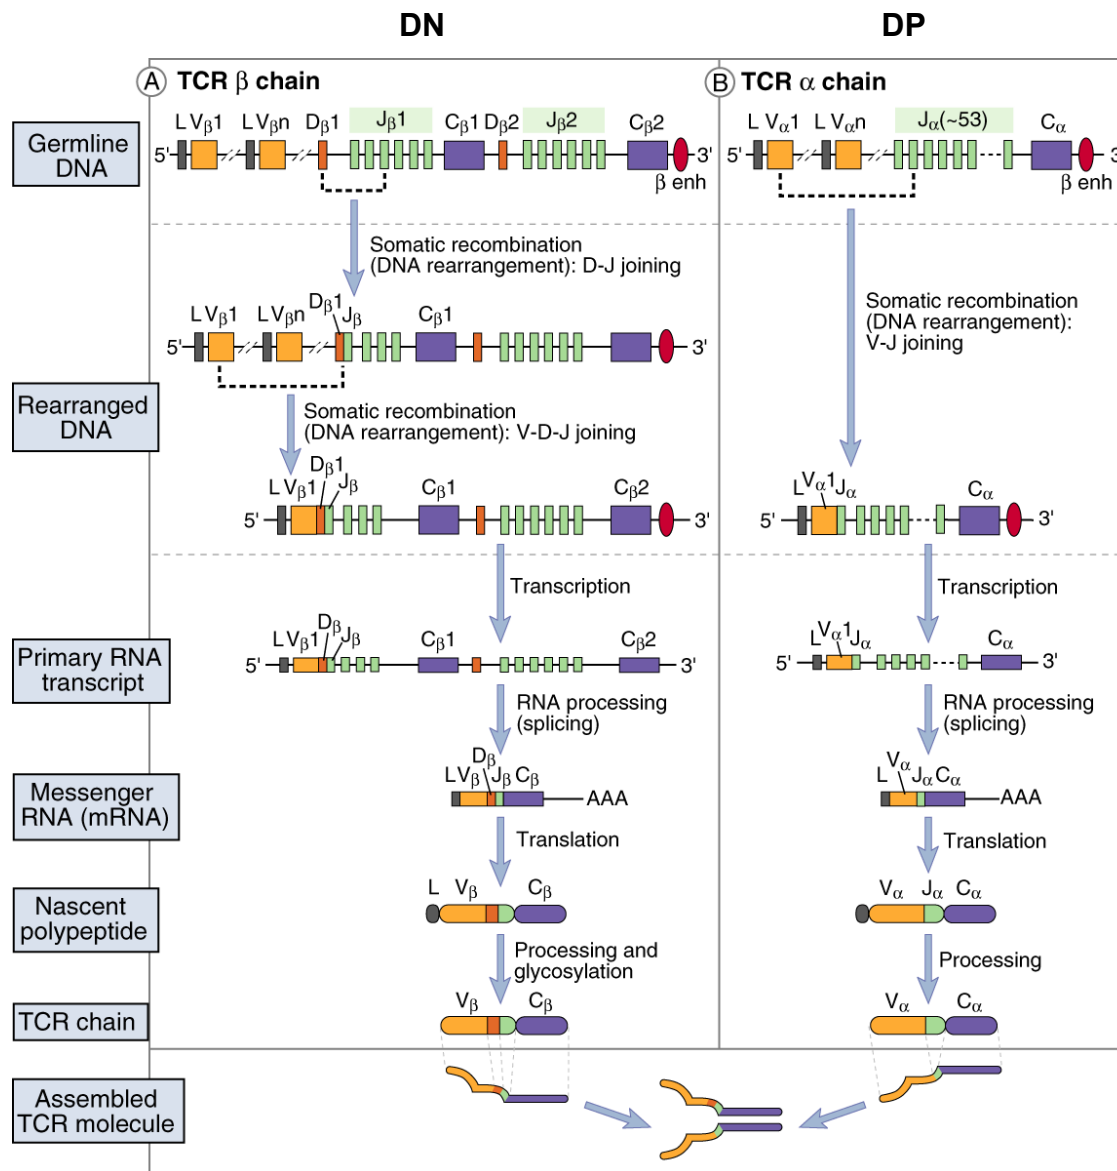 DN
DP
A TCR β chain
B TCR α chain
Germline
DNA
L Vβ1 L Vβn Dβ1 Jβ1 Cβ1 Dβ2 Jβ2 Cβ2
5' 3'
β enh
L Vα1 L Vαn Jα(~53) Cα
5' 3'
β enh
Somatic recombination
(DNA rearrangement): D-J joining
Rearranged
DNA
L Vβ1 L Vβn Dβ1 Jβ Cβ1
5' 3'
Somatic recombination
(DNA rearrangement): V-D-J joining
Somatic recombination
(DNA rearrangement):
V-J joining
L Vβ1 Dβ1 Jβ Cβ1 Cβ2
5' 3'
L Vα1 Jα Cα
5' 3'
Transcription
Transcription
Primary RNA
transcript
L Vβ1 Dβ Jβ Cβ1 Cβ2
5' 3'
L Vα1 Jα Cα
5' 3'
RNA processing
(splicing)
RNA processing
(splicing)
Messenger
RNA (mRNA)
L Vβ Dβ Jβ Cβ
AAA
L Vα Jα Cα
AAA
Translation
Translation
Nascent
polypeptide
L Vβ Cβ
Vα Jα Cα
Processing and
glycosylation
Processing
TCR chain
Vβ Cβ
Vα Cα
Assembled
TCR molecule